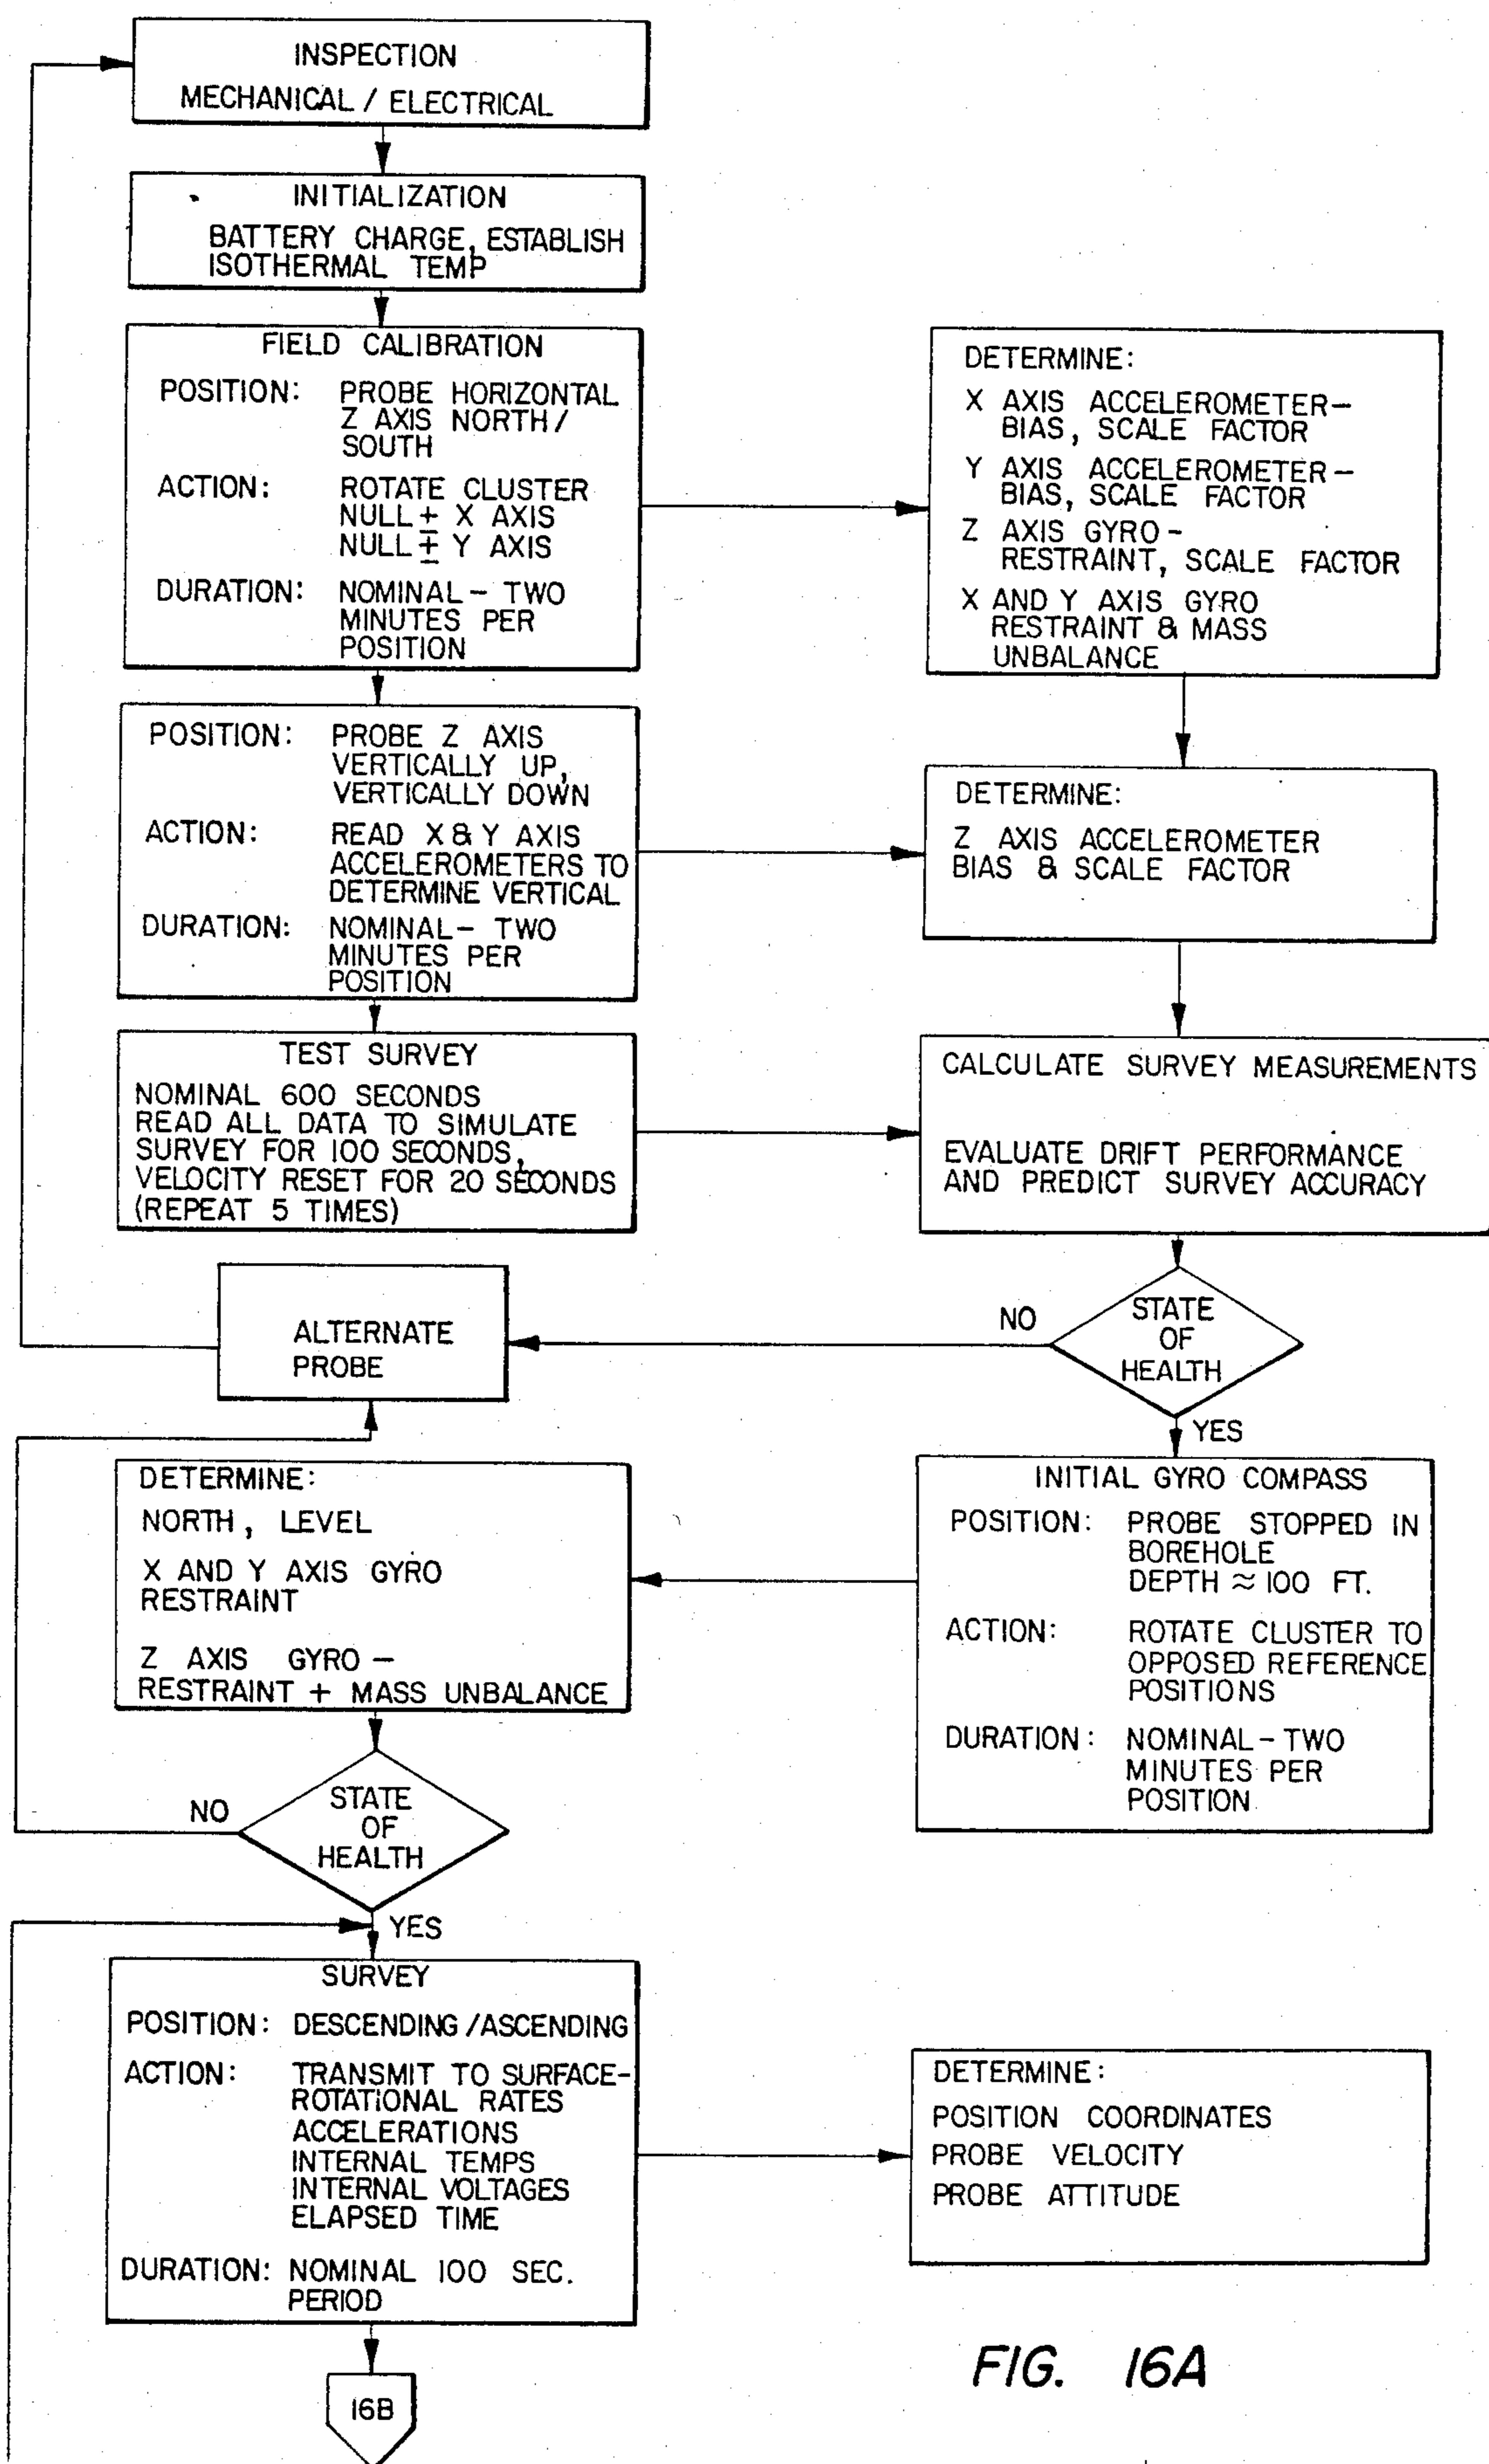 INSPECTION
MECHANICAL / ELECTRICAL
INITIALIZATION
BATTERY CHARGE, ESTABLISH
ISOTHERMAL TEMP
FIELD CALIBRATION
POSITION: PROBE HORIZONTAL
Z AXIS NORTH /
SOUTH
ACTION: ROTATE CLUSTER
NULL ± X AXIS
NULL ± Y AXIS
DURATION: NOMINAL - TWO
MINUTES PER
POSITION
DETERMINE:
X AXIS ACCELEROMETER-
BIAS, SCALE FACTOR
Y AXIS ACCELEROMETER-
BIAS, SCALE FACTOR
Z AXIS GYRO -
RESTRAINT, SCALE FACTOR
X AND Y AXIS GYRO
RESTRAINT & MASS
UNBALANCE
POSITION: PROBE Z AXIS
VERTICALLY UP,
VERTICALLY DOWN
ACTION: READ X & Y AXIS
ACCELEROMETERS TO
DETERMINE VERTICAL
DURATION: NOMINAL - TWO
MINUTES PER
POSITION
DETERMINE:
Z AXIS ACCELEROMETER
BIAS & SCALE FACTOR
TEST SURVEY
NOMINAL 600 SECONDS
READ ALL DATA TO SIMULATE
SURVEY FOR 100 SECONDS,
VELOCITY RESET FOR 20 SECONDS
(REPEAT 5 TIMES)
CALCULATE SURVEY MEASUREMENTS
EVALUATE DRIFT PERFORMANCE
AND PREDICT SURVEY ACCURACY
ALTERNATE
PROBE
NO
STATE
OF
HEALTH
YES
INITIAL GYRO COMPASS
POSITION: PROBE STOPPED IN
BOREHOLE
DEPTH ≈ 100 FT.
ACTION: ROTATE CLUSTER TO
OPPOSED REFERENCE
POSITIONS
DURATION: NOMINAL - TWO
MINUTES PER
POSITION
DETERMINE:
NORTH, LEVEL
X AND Y AXIS GYRO
RESTRAINT
Z AXIS GYRO -
RESTRAINT + MASS UNBALANCE
NO
STATE
OF
HEALTH
YES
SURVEY
POSITION: DESCENDING / ASCENDING
ACTION: TRANSMIT TO SURFACE-
ROTATIONAL RATES
ACCELERATIONS
INTERNAL TEMPS
INTERNAL VOLTAGES
ELAPSED TIME
DURATION: NOMINAL 100 SEC.
PERIOD
DETERMINE:
POSITION COORDINATES
PROBE VELOCITY
PROBE ATTITUDE
16B
FIG. 16A